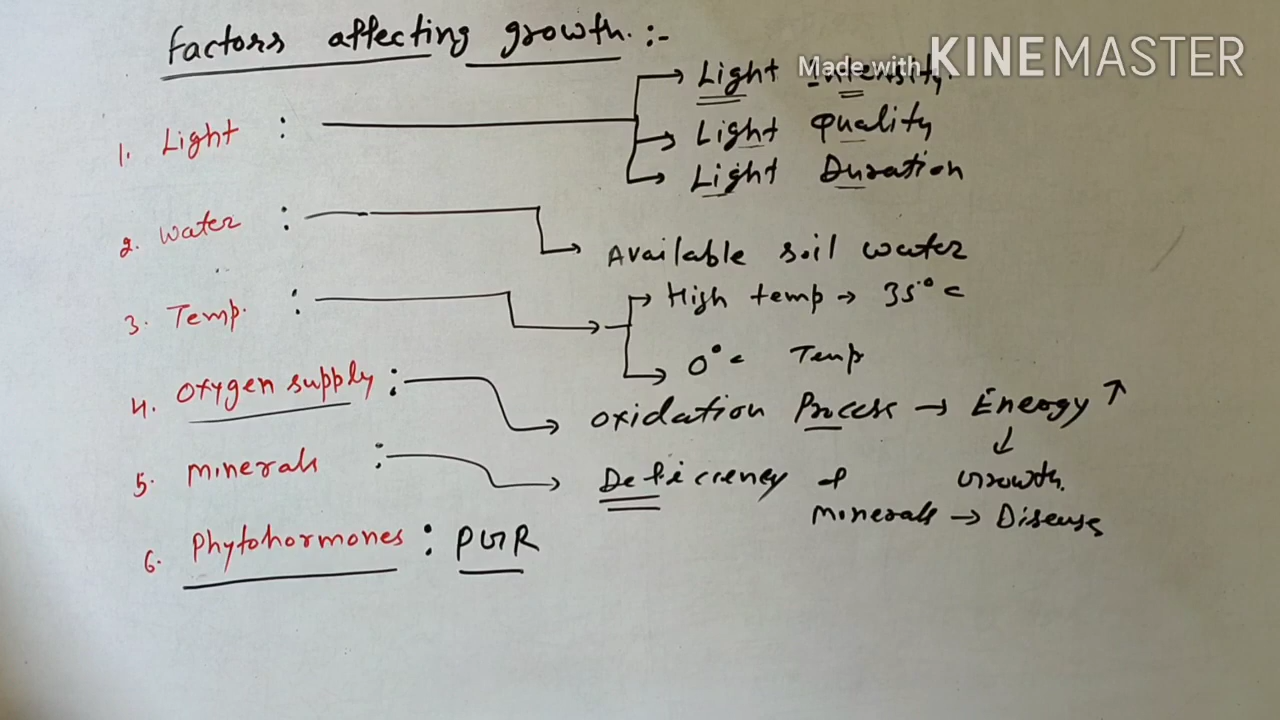 Factors affecting growth. :-
Made with KINEMASTER
1. Light : → Light Intensity.
→ Light Quality
→ Light Duration
2. Water : → Available soil water
3. Temp. : → High temp → 35°c
→ 0°c Temp
4. Oxygen supply : → Oxidation Process → Energy ↑
↓
5. Minerals : → Deficiency of Growth.
Minerals → Diseases
6. Phytohormones : PGR